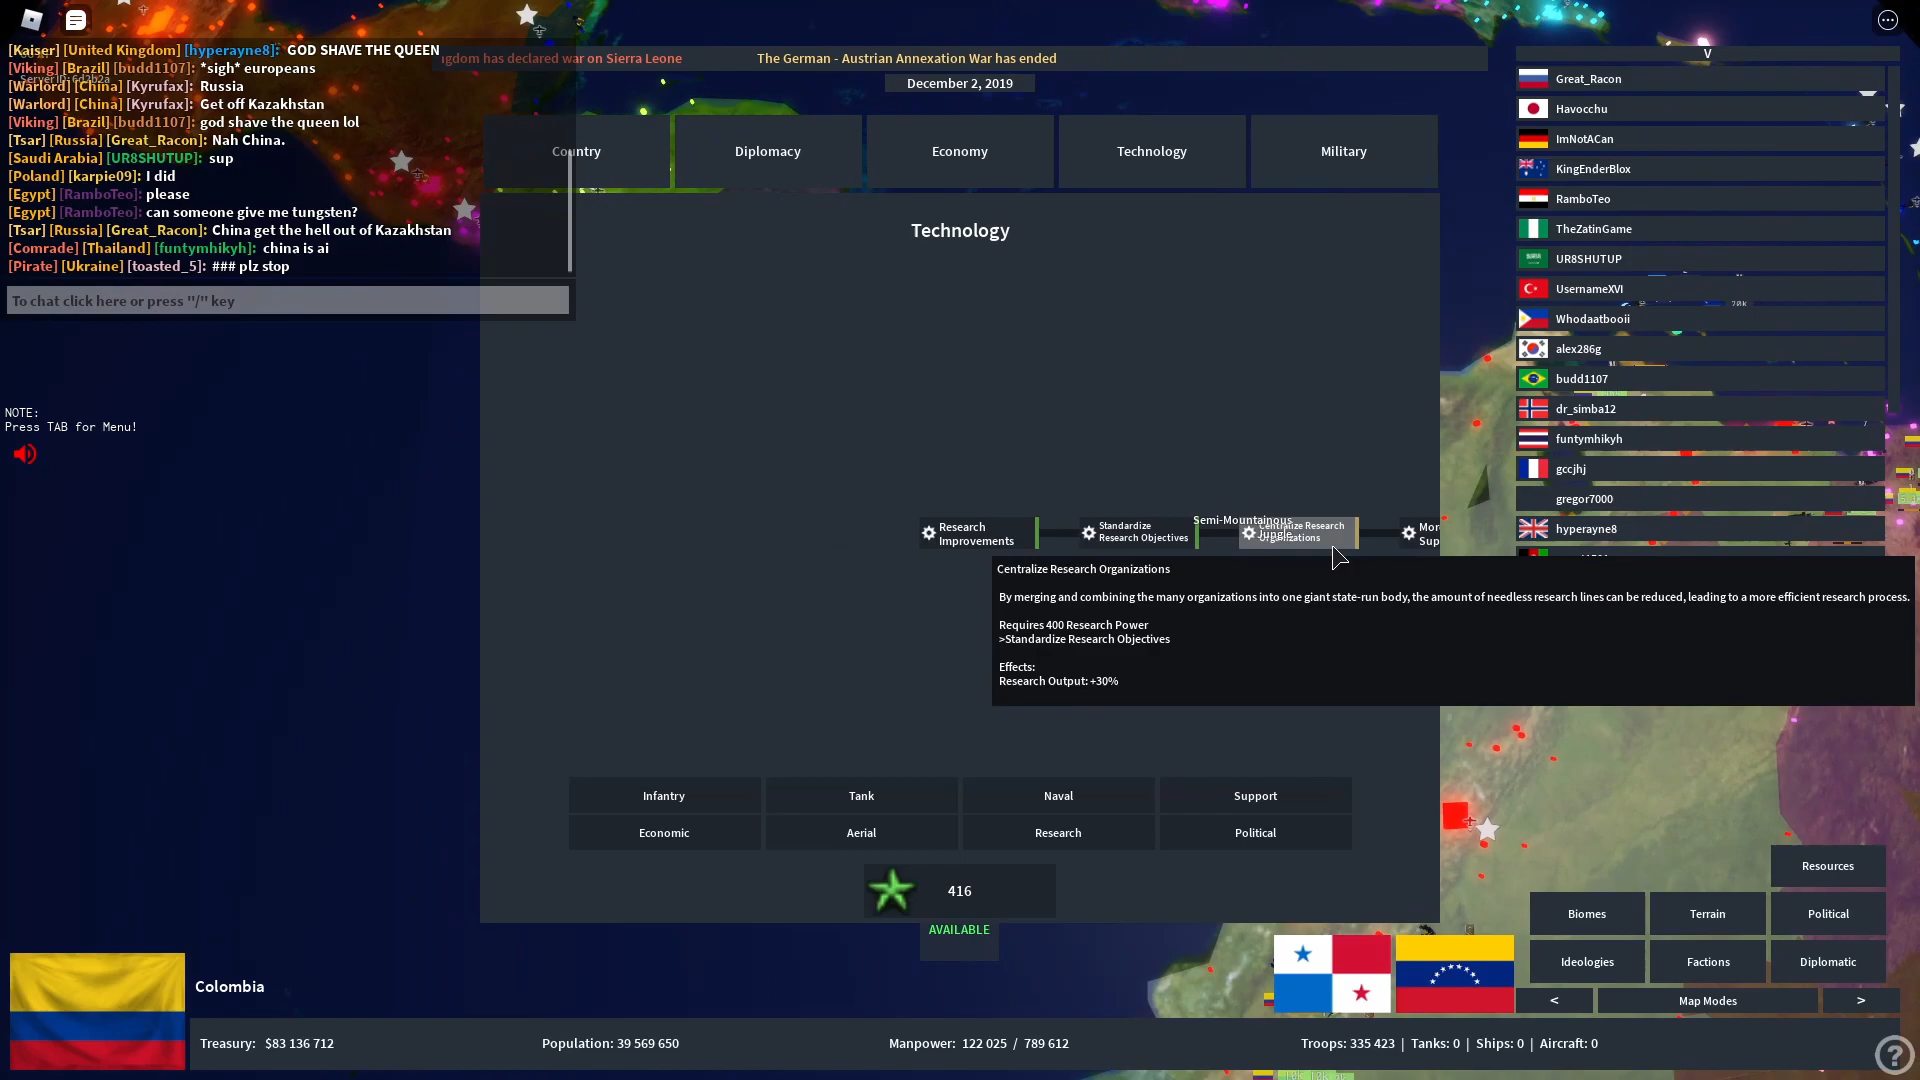 [Kaiser] [United Kingdom] [hyperayne8]: GOD SHAVE THE QUEEN
[Viking] [Brazil] [budd1107]: *sigh* europeans
[Warlord] [China] [Kyrufax]: Russia
[Warlord] [China] [Kyrufax]: Get off Kazakhstan
[Viking] [Brazil] [budd1107]: god shave the queen lol
[Tsar] [Russia] [Great_Racon]: Nah China.
[Saudi Arabia] [UR8SHUTUP]: sup
[Poland] [karpie09]: I did
[Egypt] [RamboTeo]: please
[Egypt] [RamboTeo]: can someone give me tungsten?
[Tsar] [Russia] [Great_Racon]: China get the hell out of Kazakhstan
[Comrade] [Thailand] [funtymhikyh]: china is ai
[Pirate] [Ukraine] [toasted_5]: ### plz stop
To chat click here or press "/" key
NOTE:
Press TAB for Menu!
gdom has declared war on Sierra Leone
The German - Austrian Annexation War has ended
December 2, 2019
Country
Diplomacy
Economy
Technology
Military
Technology
Research Improvements
Standardize Research Objectives
Semi-Mountainous
Jungle
Centralize Research Organizations
Mor
Sup
Centralize Research Organizations
By merging and combining the many organizations into one giant state-run body, the amount of needless research lines can be reduced, leading to a more efficient research process.
Requires 400 Research Power
>Standardize Research Objectives
Effects:
Research Output: +30%
Infantry
Tank
Naval
Support
Economic
Aerial
Research
Political
416
AVAILABLE
V
Great_Racon
Havocchu
ImNotACan
KingEnderBlox
RamboTeo
TheZatinGame
UR8SHUTUP
UsernameXVI
Whodaatbooii
alex286g
budd1107
dr_simba12
funtymhikyh
gccjhj
gregor7000
hyperayne8
Resources
Biomes
Terrain
Political
Ideologies
Factions
Diplomatic
<
Map Modes
>
Colombia
Treasury: $83 136 712
Population: 39 569 650
Manpower: 122 025 / 789 612
Troops: 335 423 | Tanks: 0 | Ships: 0 | Aircraft: 0
?